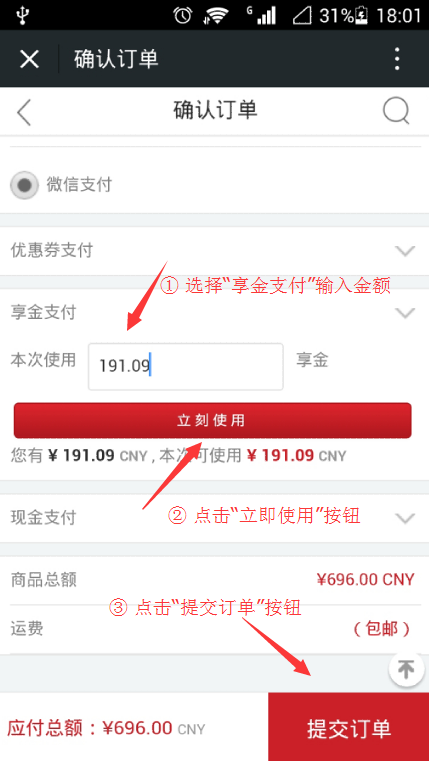 G 31% 18:01
确认订单
确认订单
微信支付
优惠券支付
① 选择“享金支付”输入金额
享金支付
本次使用 191.09 享金
立刻使用
您有 ¥ 191.09 CNY , 本次可使用 ¥ 191.09 CNY
② 点击“立即使用”按钮
现金支付
商品总额 ¥696.00 CNY
③ 点击“提交订单”按钮
运费 （包邮）
应付总额：¥696.00 CNY 提交订单